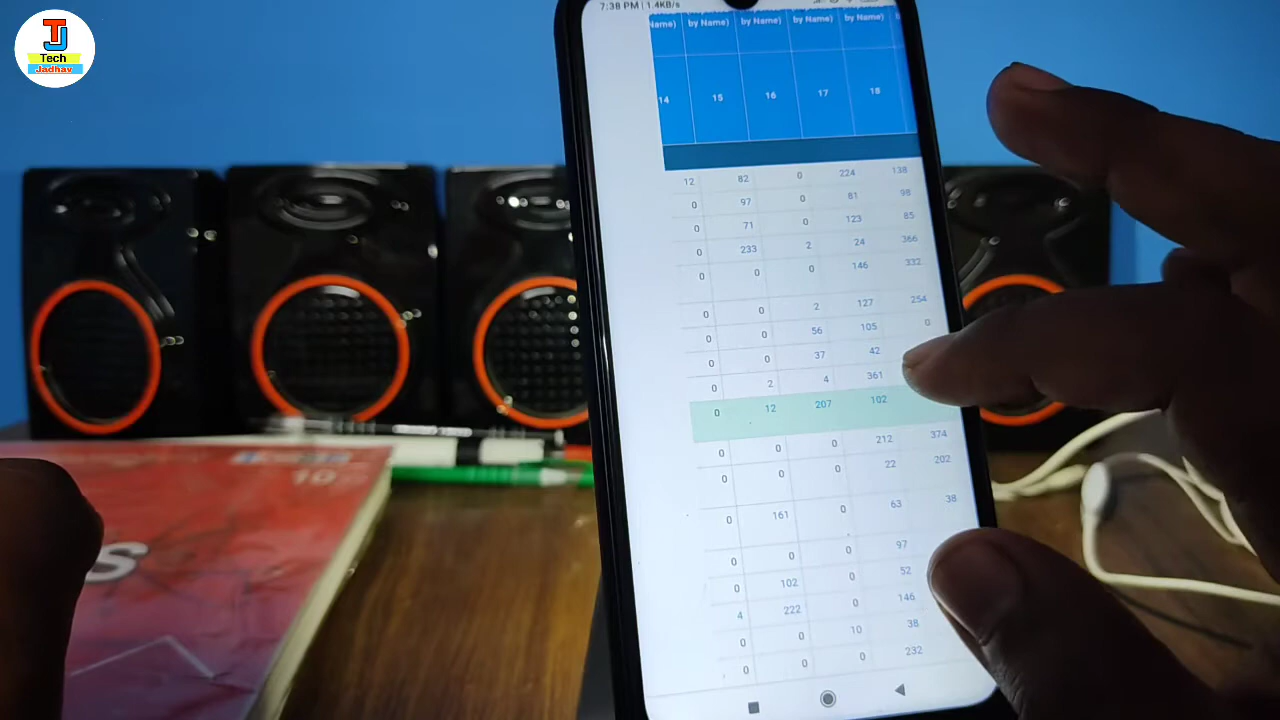 TJ
Tech
Jadhav
7:38 PM | 1.4KB/s
Name) by Name) by Name) by Name) by Name)
14 15 16 17 18
12 82 0 224 138
0 97 0 81 98
0 71 0 123 85
0 233 2 24 366
0 0 0 146 332
0 0 2 127 254
0 0 56 105 0
0 0 37 42
0 2 4 361
0 12 207 102
0 0 0 212 374
0 0 0 22 202
0 161 0 63 38
0 0 0 97
0 102 0 52
4 222 0 146
0 0 10 38
0 0 0 232
10
S